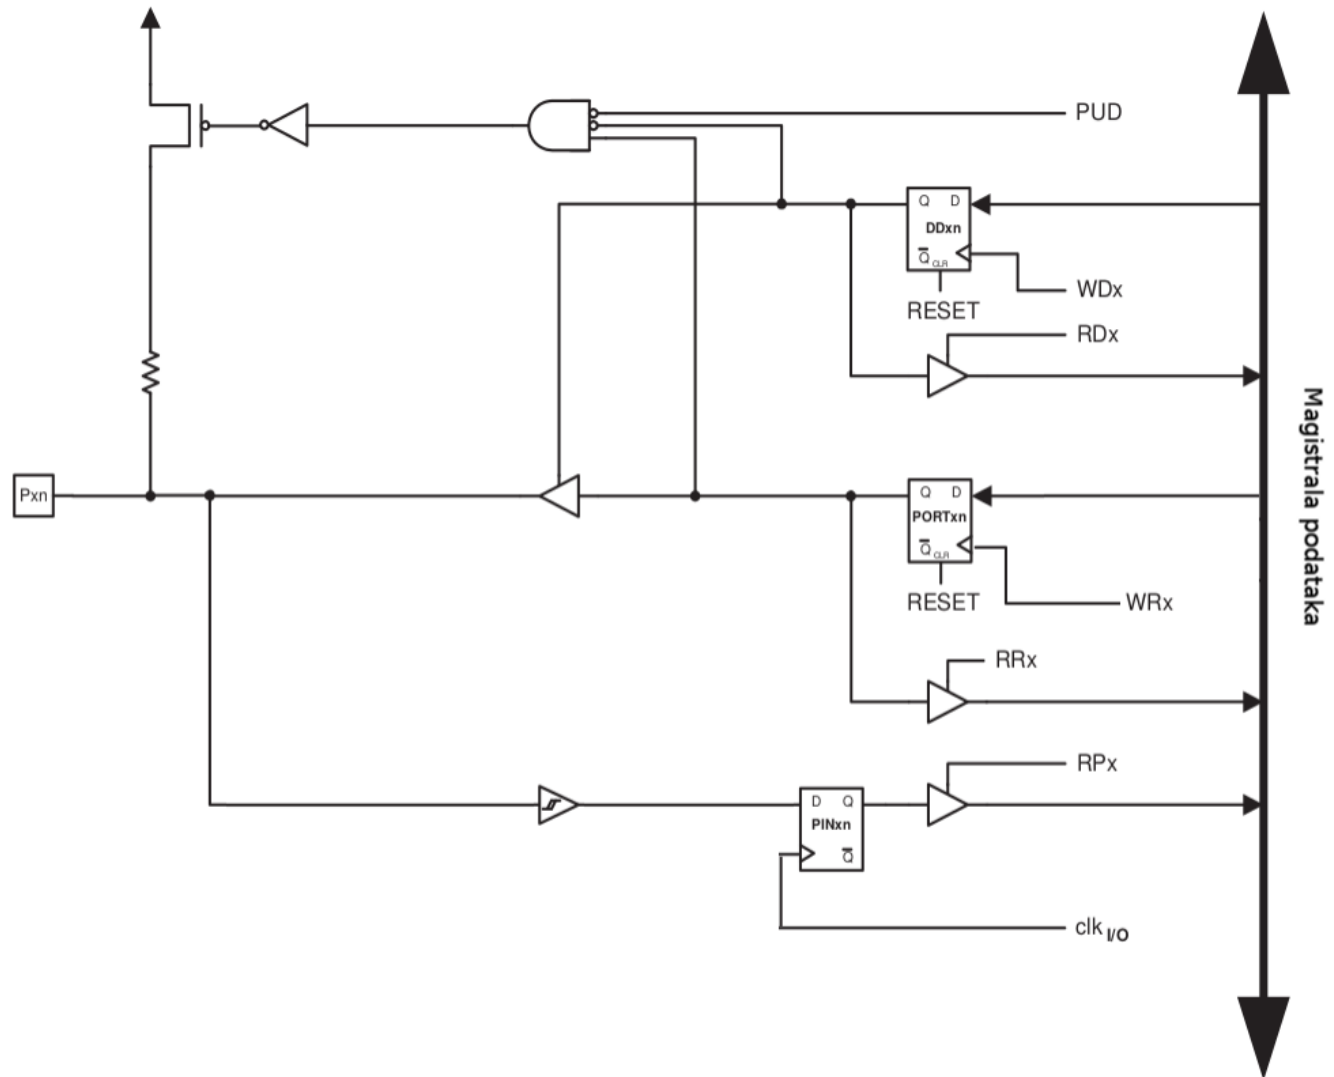 PUD
Q D
DDxn
Q̅ CLR
WDx
RESET
RDx
Pxn
Q D
PORTxn
Q̅ CLR
RESET
WRx
RRx
RPx
D Q
PINxn
Q̅
clk I/O
Magistrala podataka